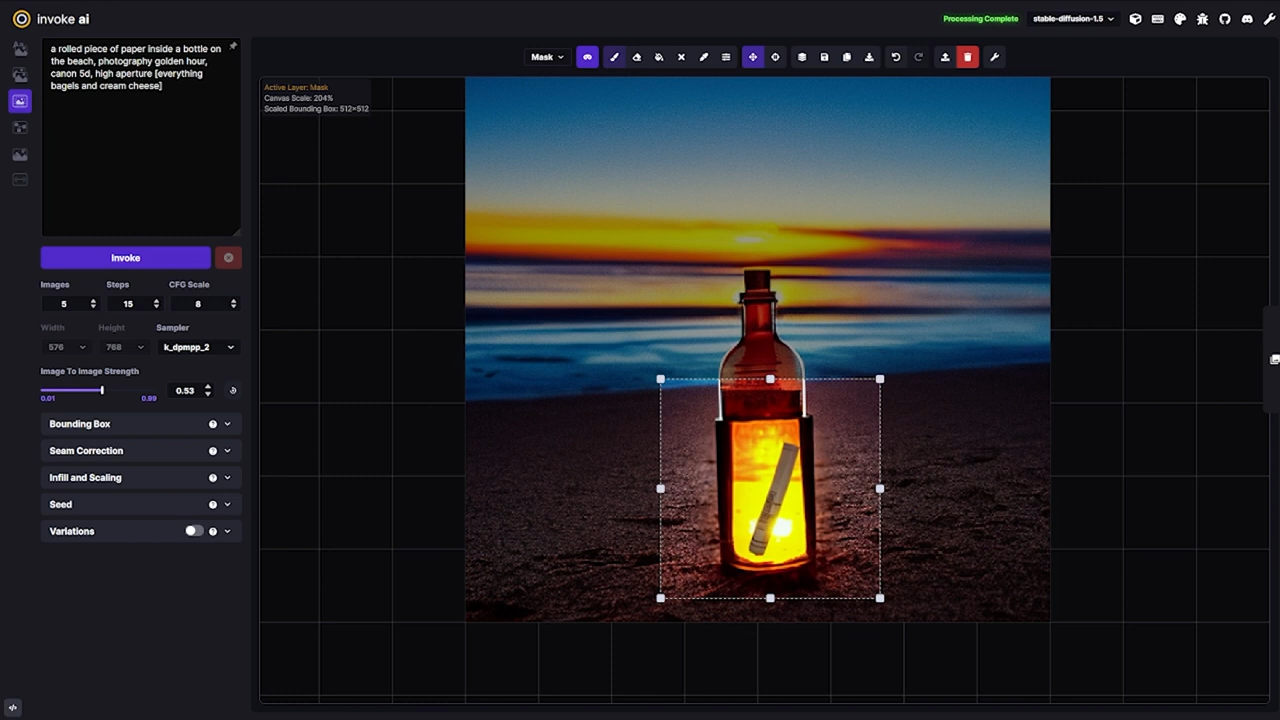 invoke ai
Processing Complete
stable-diffusion-1.5
a rolled piece of paper inside a bottle on
the beach, photography golden hour,
canon 5d, high aperture [everything
bagels and cream cheese]
Mask
Active Layer: Mask
Canvas Scale: 204%
Scaled Bounding Box: 512×512
Invoke
Images
Steps
CFG Scale
5
15
8
Width
Height
Sampler
576
768
k_dpmpp_2
Image To Image Strength
0.53
0.01
0.99
Bounding Box
Seam Correction
Infill and Scaling
Seed
Variations